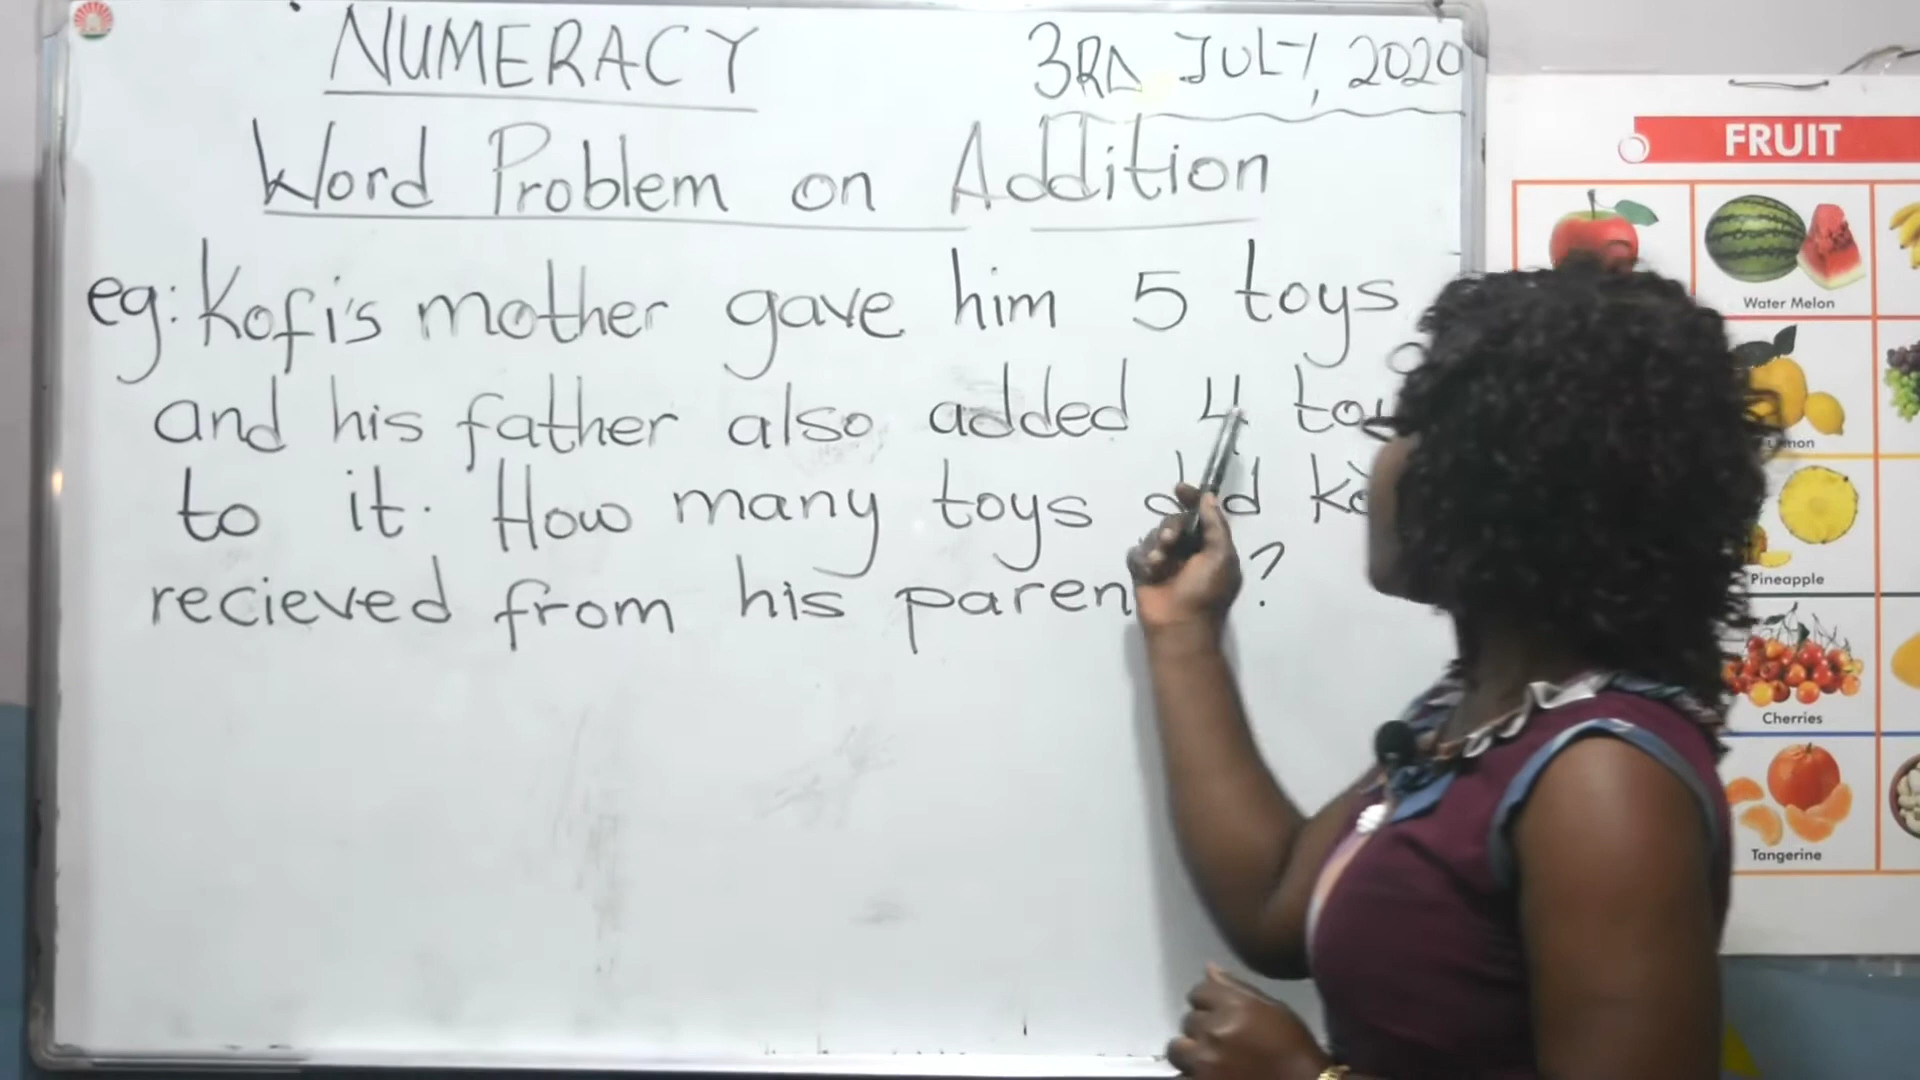 NUMERACY 3RD JULY, 2020
Word Problem on Addition
eg: Kofi's mother gave him 5 toys
and his father also added 4
to it. How many toys did
recieved from his ?
FRUIT
Water Melon
Pineapple
Cherries
Tangerine